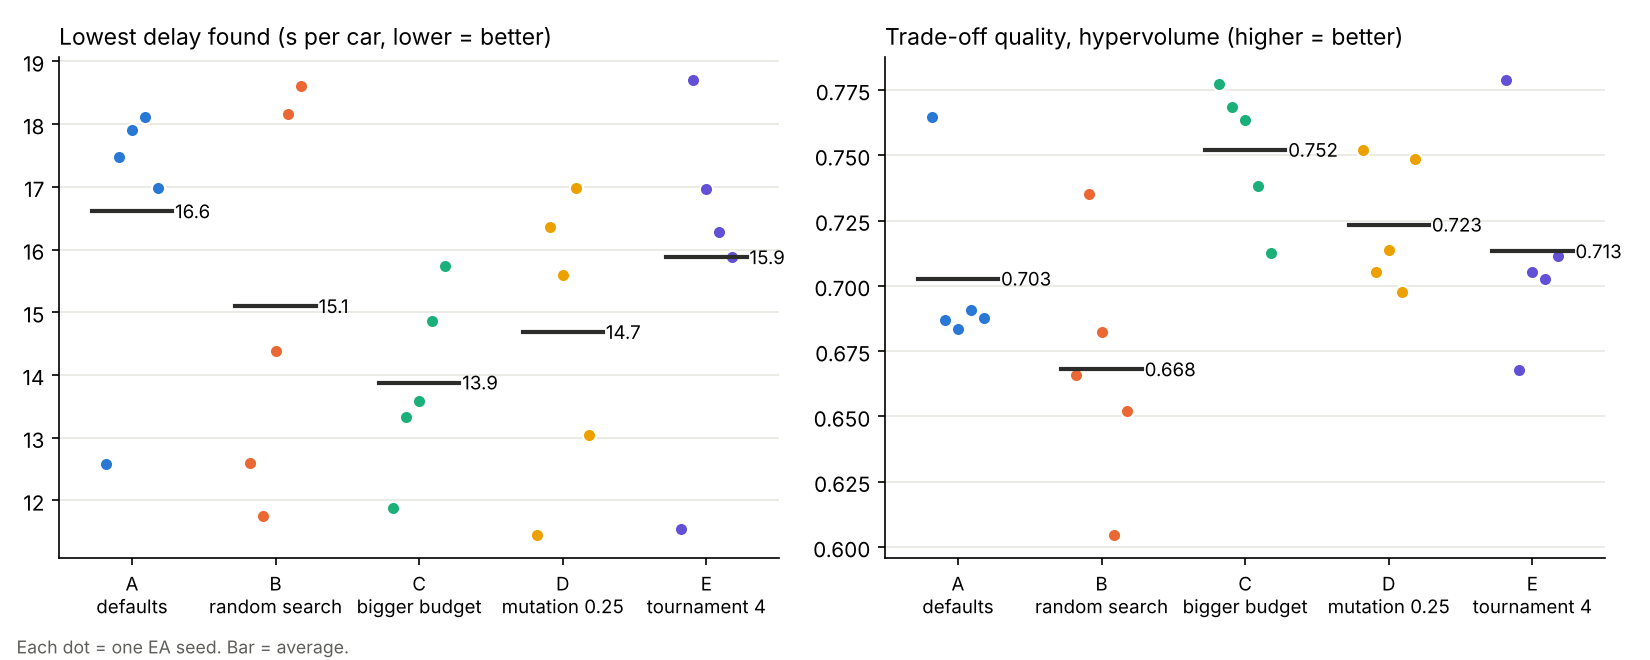 Lowest delay found (s per car, lower = better)
19
18
17
16
15
14
13
12
16.6
15.1
13.9
14.7
15.9
A
defaults
B
random search
C
bigger budget
D
mutation 0.25
E
tournament 4
Trade-off quality, hypervolume (higher = better)
0.775
0.750
0.725
0.700
0.675
0.650
0.625
0.600
0.703
0.668
0.752
0.723
0.713
A
defaults
B
random search
C
bigger budget
D
mutation 0.25
E
tournament 4
Each dot = one EA seed. Bar = average.